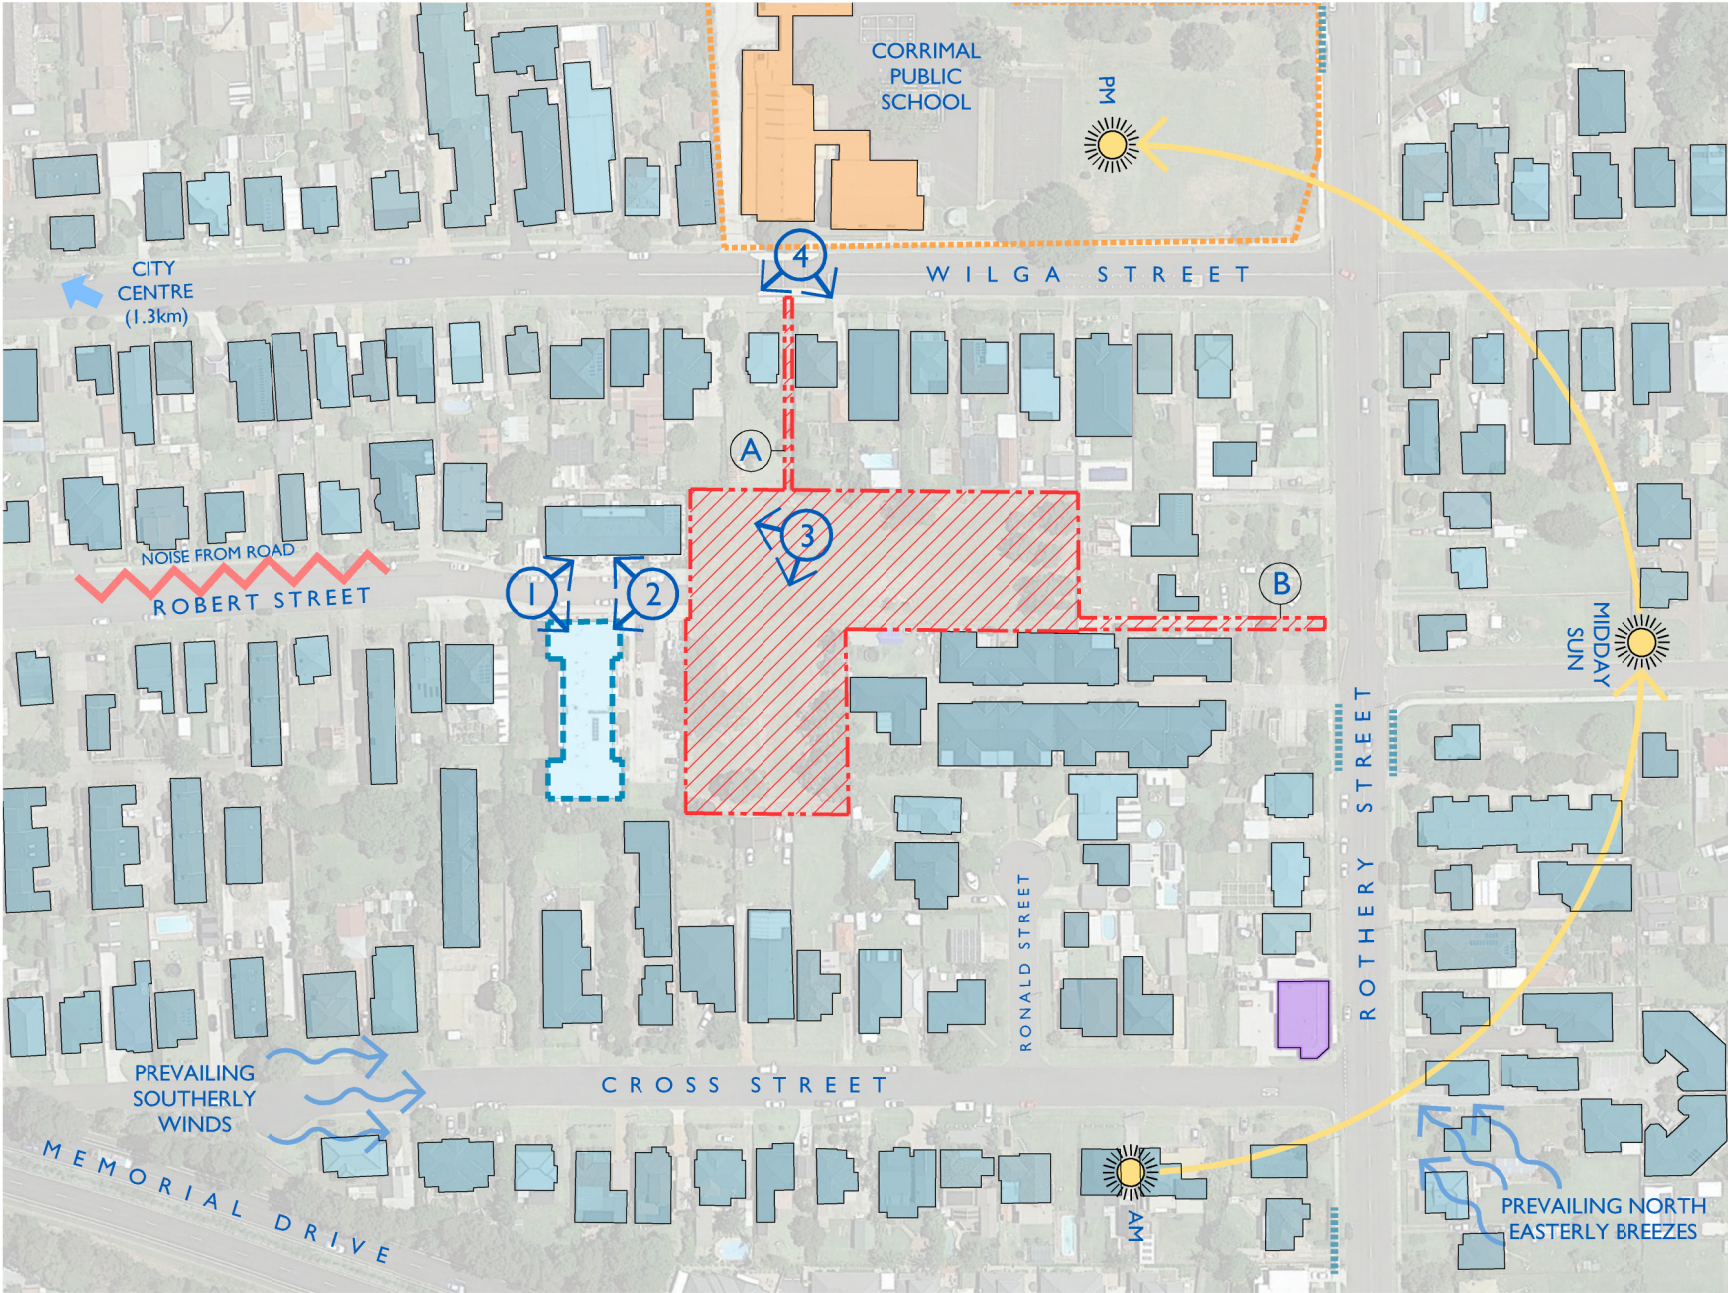 CORRIMAL
PUBLIC
SCHOOL
PM
4
WILGA STREET
CITY
CENTRE
(1.3km)
A
3
NOISE FROM ROAD
ROBERT STREET
1
2
B
MIDDAY
SUN
ROTHERY STREET
RONALD STREET
PREVAILING
SOUTHERLY
WINDS
CROSS STREET
MEMORIAL DRIVE
AM
PREVAILING NORTH
EASTERLY BREEZES